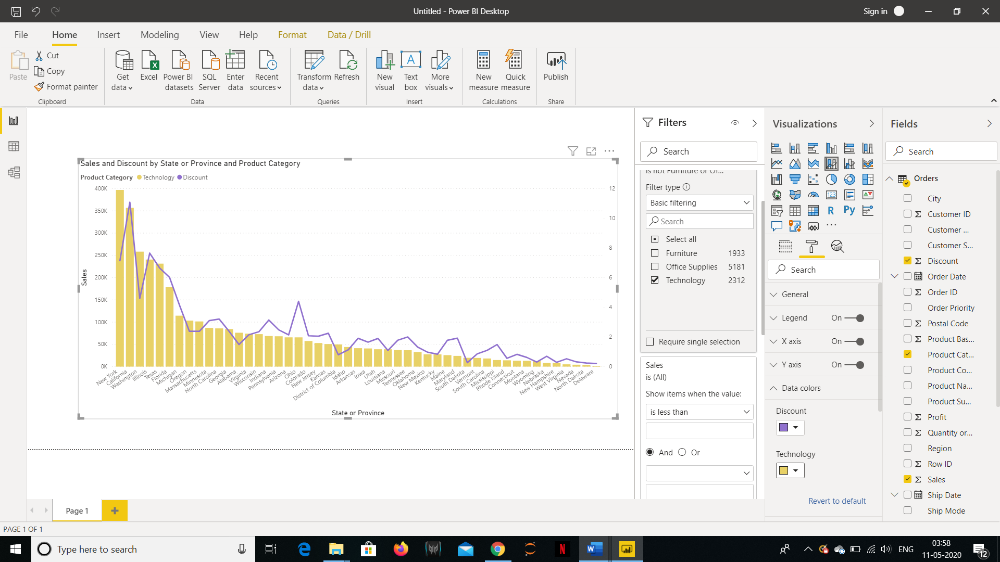 Untitled - Power BI Desktop
Sign in
File Home Insert Modeling View Help Format Data / Drill
Paste
Cut
Copy
Format painter
Clipboard
Get data
Excel
Power BI datasets
SQL Server
Enter data
Recent sources
Data
Transform data
Refresh
Queries
New visual
Text box
More visuals
Insert
New measure
Quick measure
Calculations
Publish
Share
Sales and Discount by State or Province and Product Category
Product Category Technology Discount
400K
350K
300K
250K
200K
150K
100K
50K
0K
Sales
12
10
8
6
4
2
0
New York
California
Washington
Illinois
Texas
Florida
Michigan
Oregon
Massachusetts
Minnesota
North Carolina
Georgia
Alabama
Virginia
Wisconsin
Indiana
Pennsylvania
Arizona
Ohio
Colorado
New Jersey
Kansas
District of Columbia
Idaho
Arkansas
Iowa
Utah
Louisiana
Missouri
Tennessee
Oklahoma
New Mexico
Kentucky
Maine
Maryland
South Dakota
Vermont
South Carolina
Mississippi
Rhode Island
Connecticut
Montana
Wyoming
Nebraska
New Hampshire
West Virginia
Nevada
North Dakota
Delaware
State or Province
Page 1
PAGE 1 OF 1
Filters
Search
is not Furniture or Of...
Filter type
Basic filtering
Search
Select all
Furniture 1933
Office Supplies 5181
Technology 2312
Require single selection
Sales
is (All)
Show items when the value:
is less than
And Or
Visualizations
123
R Py
Search
General
Legend On
X axis On
Y axis On
Data colors
Discount
Technology
Revert to default
Fields
Search
Orders
City
Customer ID
Customer ...
Customer S...
Discount
Order Date
Order ID
Order Priority
Postal Code
Product Bas...
Product Cat...
Product Co...
Product Na...
Product Su...
Profit
Quantity or...
Region
Row ID
Sales
Ship Date
Ship Mode
Type here to search
ENG
03:58
11-05-2020
12